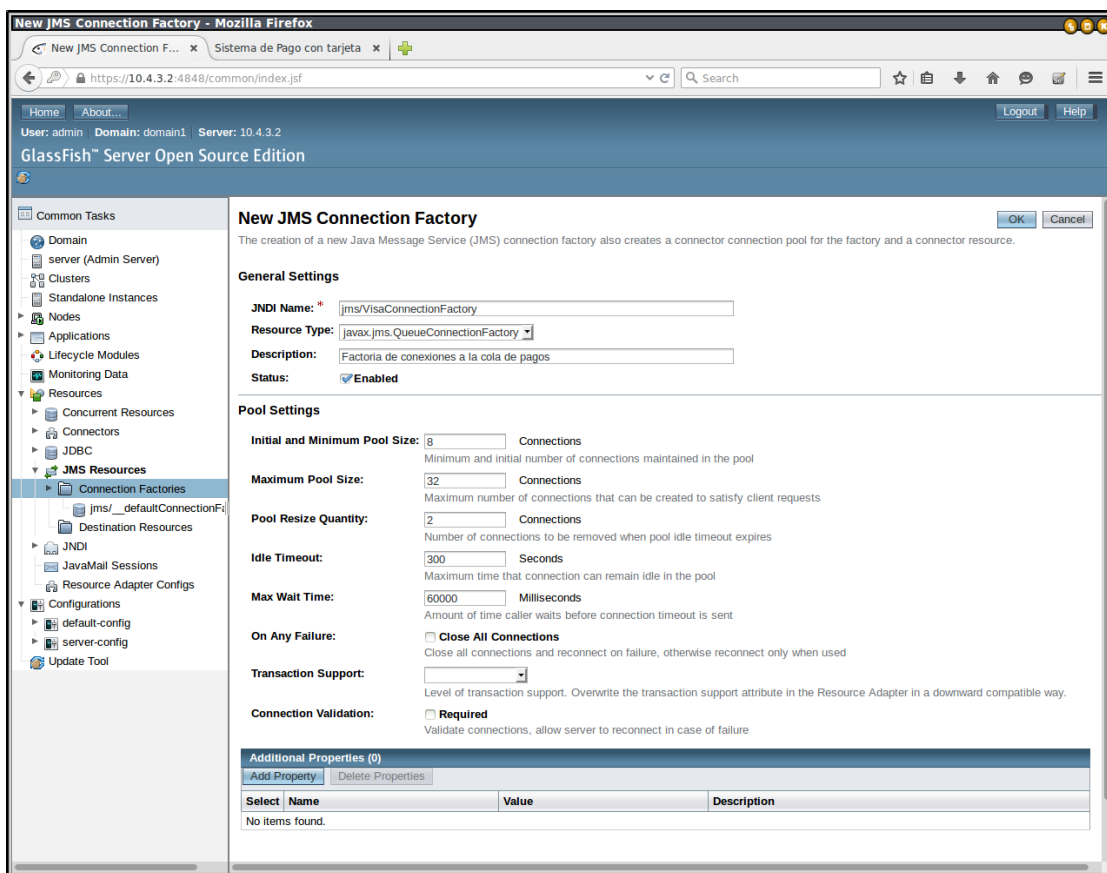 New JMS Connection Factory - Mozilla Firefox
New JMS Connection F... × Sistema de Pago con tarjeta ×
https://10.4.3.2:4848/common/index.jsf Search
Home About... Logout Help
User: admin Domain: domain1 Server: 10.4.3.2
GlassFish™ Server Open Source Edition
Common Tasks
Domain
server (Admin Server)
Clusters
Standalone Instances
Nodes
Applications
Lifecycle Modules
Monitoring Data
Resources
Concurrent Resources
Connectors
JDBC
JMS Resources
Connection Factories
jms/__defaultConnectionFa
Destination Resources
JNDI
JavaMail Sessions
Resource Adapter Configs
Configurations
default-config
server-config
Update Tool
New JMS Connection Factory OK Cancel
The creation of a new Java Message Service (JMS) connection factory also creates a connector connection pool for the factory and a connector resource.
General Settings
JNDI Name: * jms/VisaConnectionFactory
Resource Type: javax.jms.QueueConnectionFactory
Description: Factoria de conexiones a la cola de pagos
Status: Enabled
Pool Settings
Initial and Minimum Pool Size: 8 Connections
Minimum and initial number of connections maintained in the pool
Maximum Pool Size: 32 Connections
Maximum number of connections that can be created to satisfy client requests
Pool Resize Quantity: 2 Connections
Number of connections to be removed when pool idle timeout expires
Idle Timeout: 300 Seconds
Maximum time that connection can remain idle in the pool
Max Wait Time: 60000 Milliseconds
Amount of time caller waits before connection timeout is sent
On Any Failure: Close All Connections
Close all connections and reconnect on failure, otherwise reconnect only when used
Transaction Support:
Level of transaction support. Overwrite the transaction support attribute in the Resource Adapter in a downward compatible way.
Connection Validation: Required
Validate connections, allow server to reconnect in case of failure
Additional Properties (0)
Add Property Delete Properties
Select Name Value Description
No items found.